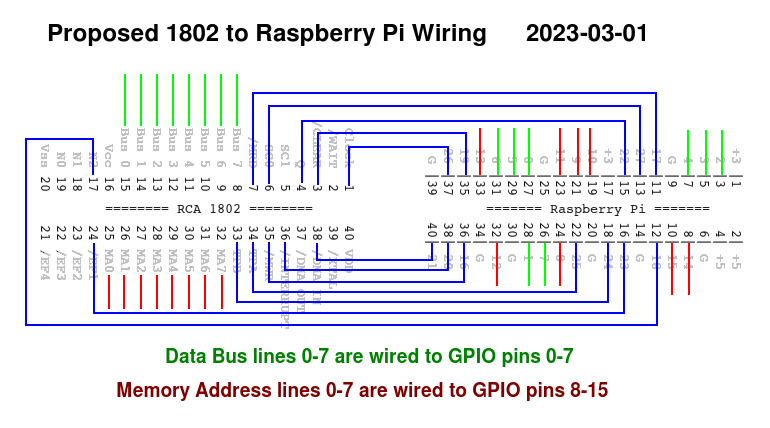 Proposed 1802 to Raspberry Pi Wiring 2023-03-01
Vss N0 N1 N2 Vcc Bus 0 Bus 1 Bus 2 Bus 3 Bus 4 Bus 5 Bus 6 Bus 7 /MRD SC0 SC1 Q /CLEAR /WAIT Clock
G 26 19 13 6 5 0 G 11 9 10 +3 22 27 17 G 4 3 2 +3
20 19 18 17 16 15 14 13 12 11 10 9 8 7 6 5 4 3 2 1
39 37 35 33 31 29 27 25 23 21 19 17 15 13 11 9 7 5 3 1
======== RCA 1802 ========
======= Raspberry Pi =======
21 22 23 24 25 26 27 28 29 30 31 32 33 34 35 36 37 38 39 40
40 38 36 34 32 30 28 26 24 22 20 18 16 14 12 10 8 6 4 2
/EF4 /EF3 /EF2 /EF1 MA0 MA1 MA2 MA3 MA4 MA5 MA6 MA7 TPB TPA /MWR /INTERRUPT /DMA OUT /DMA IN /XTAL VDD
21 20 16 G 12 G 1 7 8 25 G 24 23 G 18 15 14 G +5 +5
Data Bus lines 0-7 are wired to GPIO pins 0-7
Memory Address lines 0-7 are wired to GPIO pins 8-15